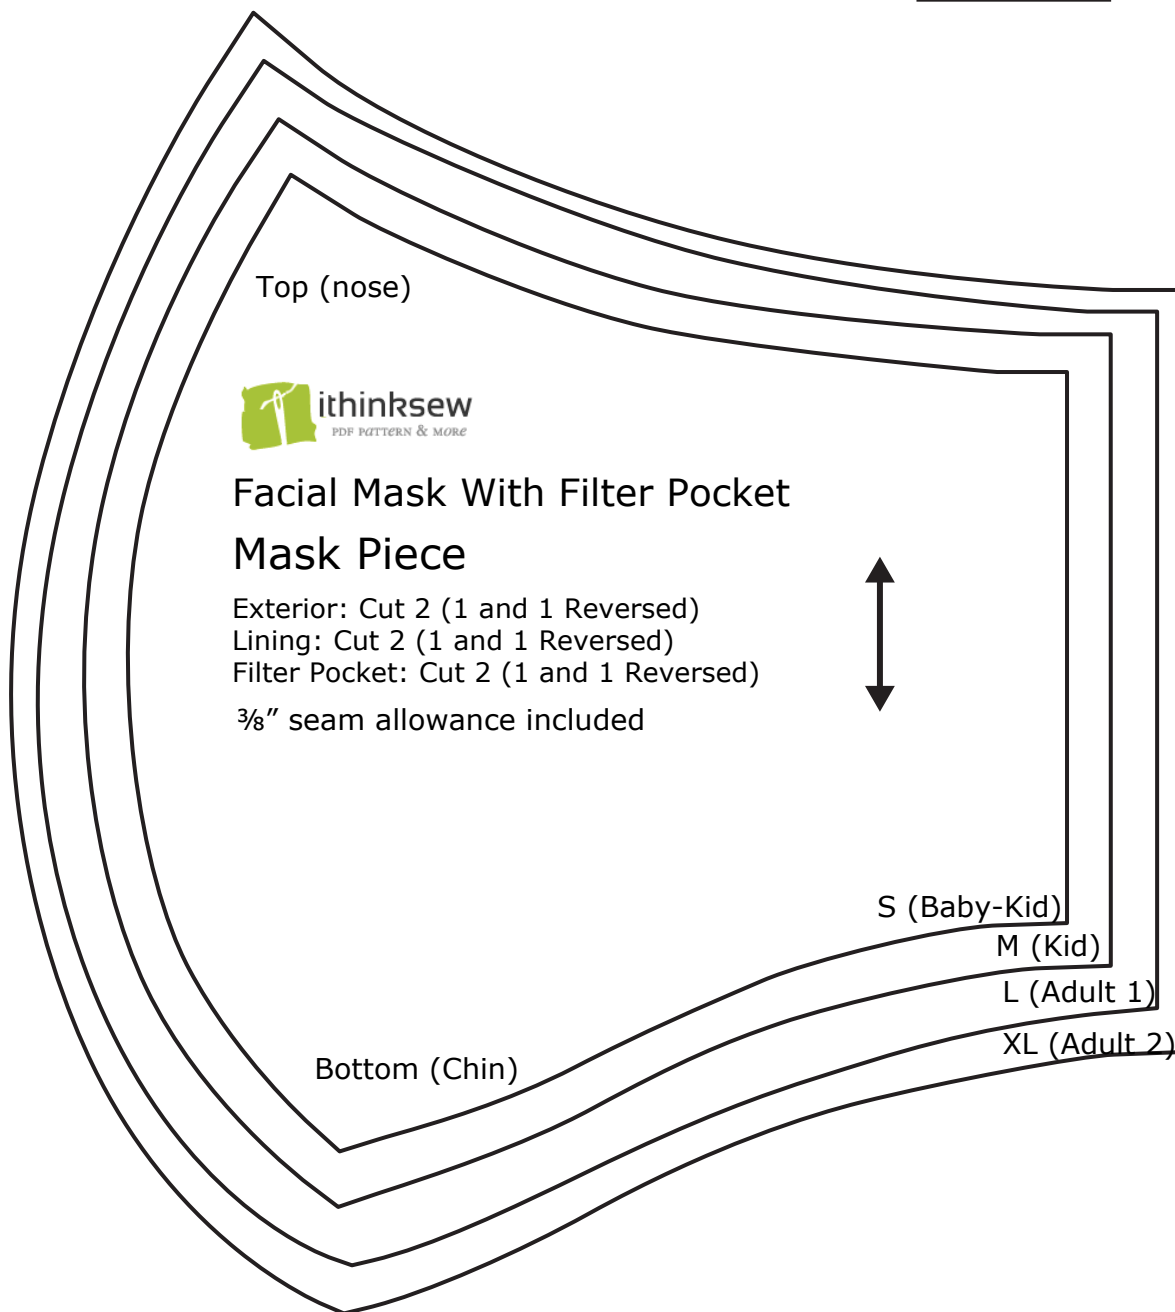 Top (nose)
ithinksew
PDF PATTERN & MORE
Facial Mask With Filter Pocket
Mask Piece
Exterior: Cut 2 (1 and 1 Reversed)
Lining: Cut 2 (1 and 1 Reversed)
Filter Pocket: Cut 2 (1 and 1 Reversed)
⅜” seam allowance included
S (Baby-Kid)
M (Kid)
L (Adult 1)
XL (Adult 2)
Bottom (Chin)